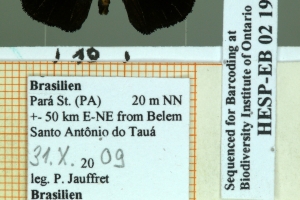 10
Brasilien
Pará St. (PA) 20 m NN
+- 50 km E-NE from Belem
Santo Antônio do Tauá
31. X. 20 09
leg. P. Jauffret
Brasilien
Sequenced for Barcoding at
Biodiversity Institute of Ontario
HESP-EB 02 19